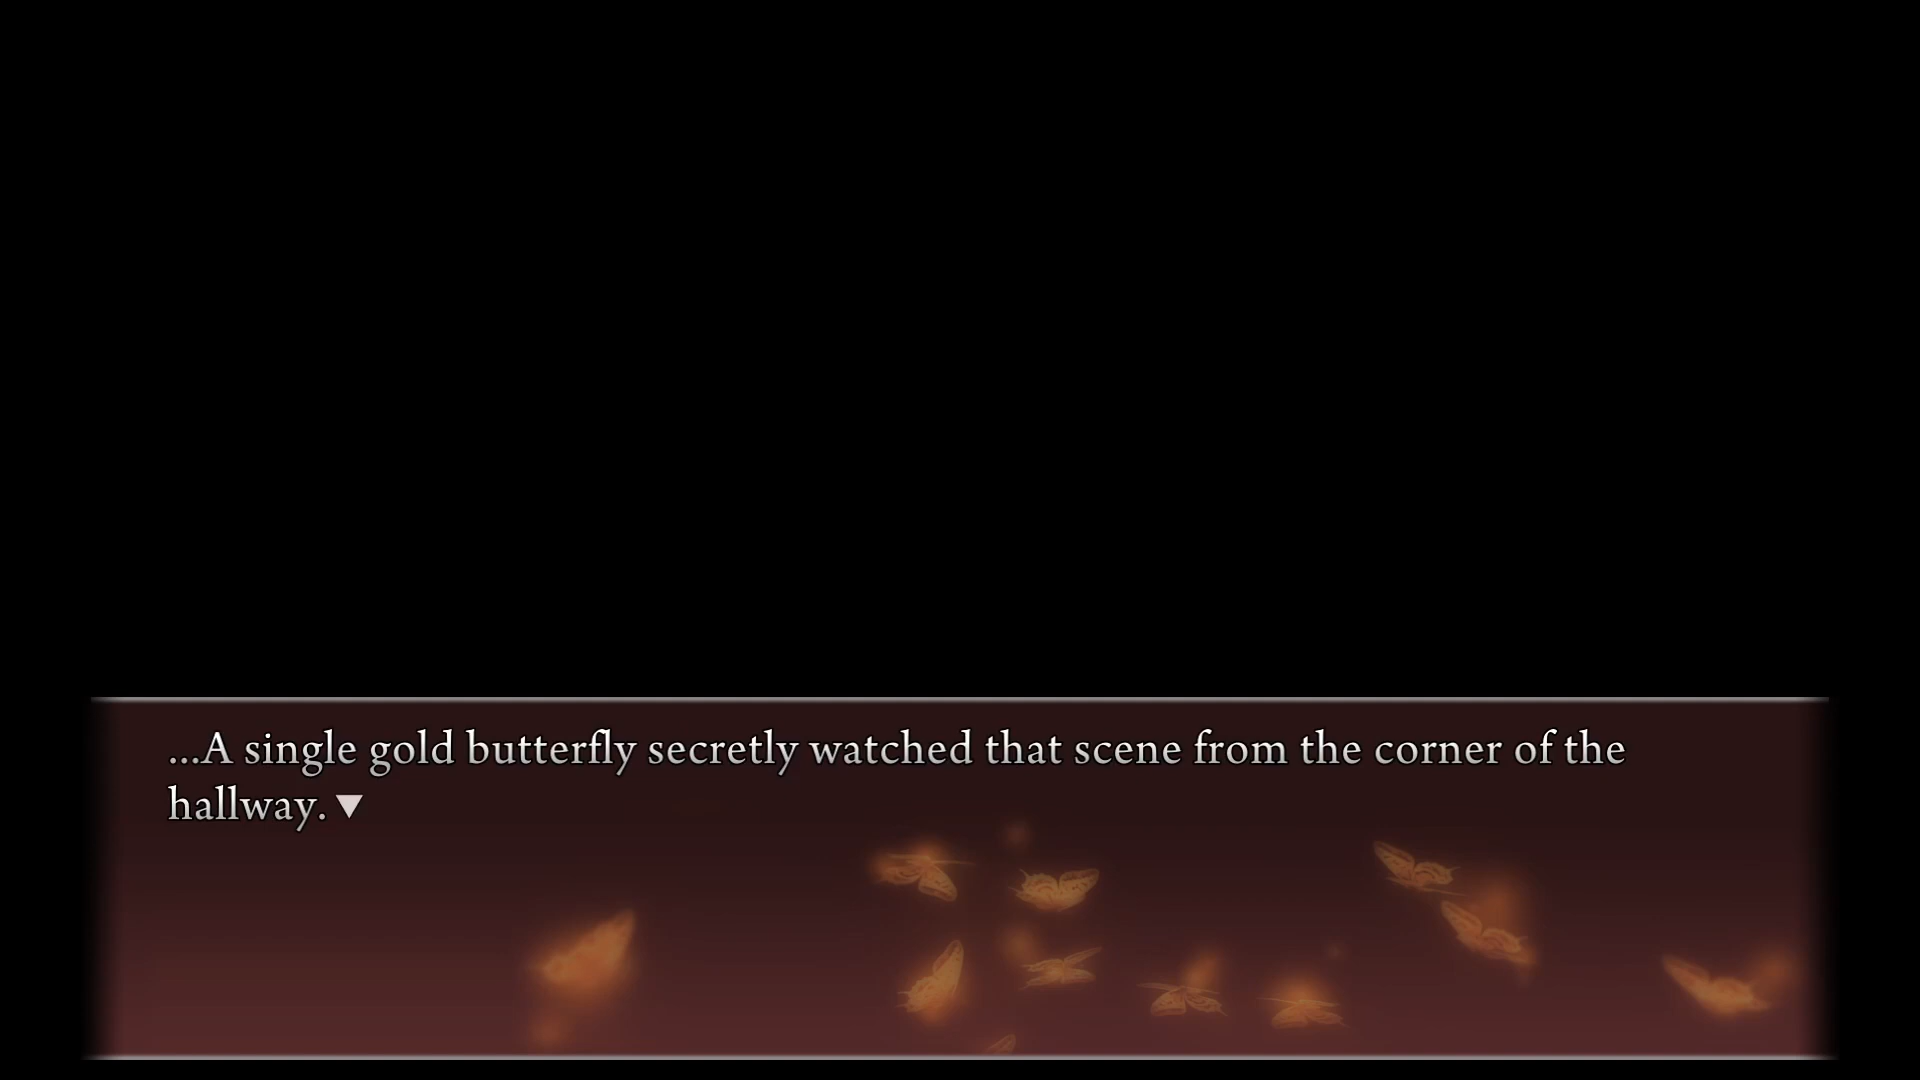 ...A single gold butterfly secretly watched that scene from the corner of the
hallway.